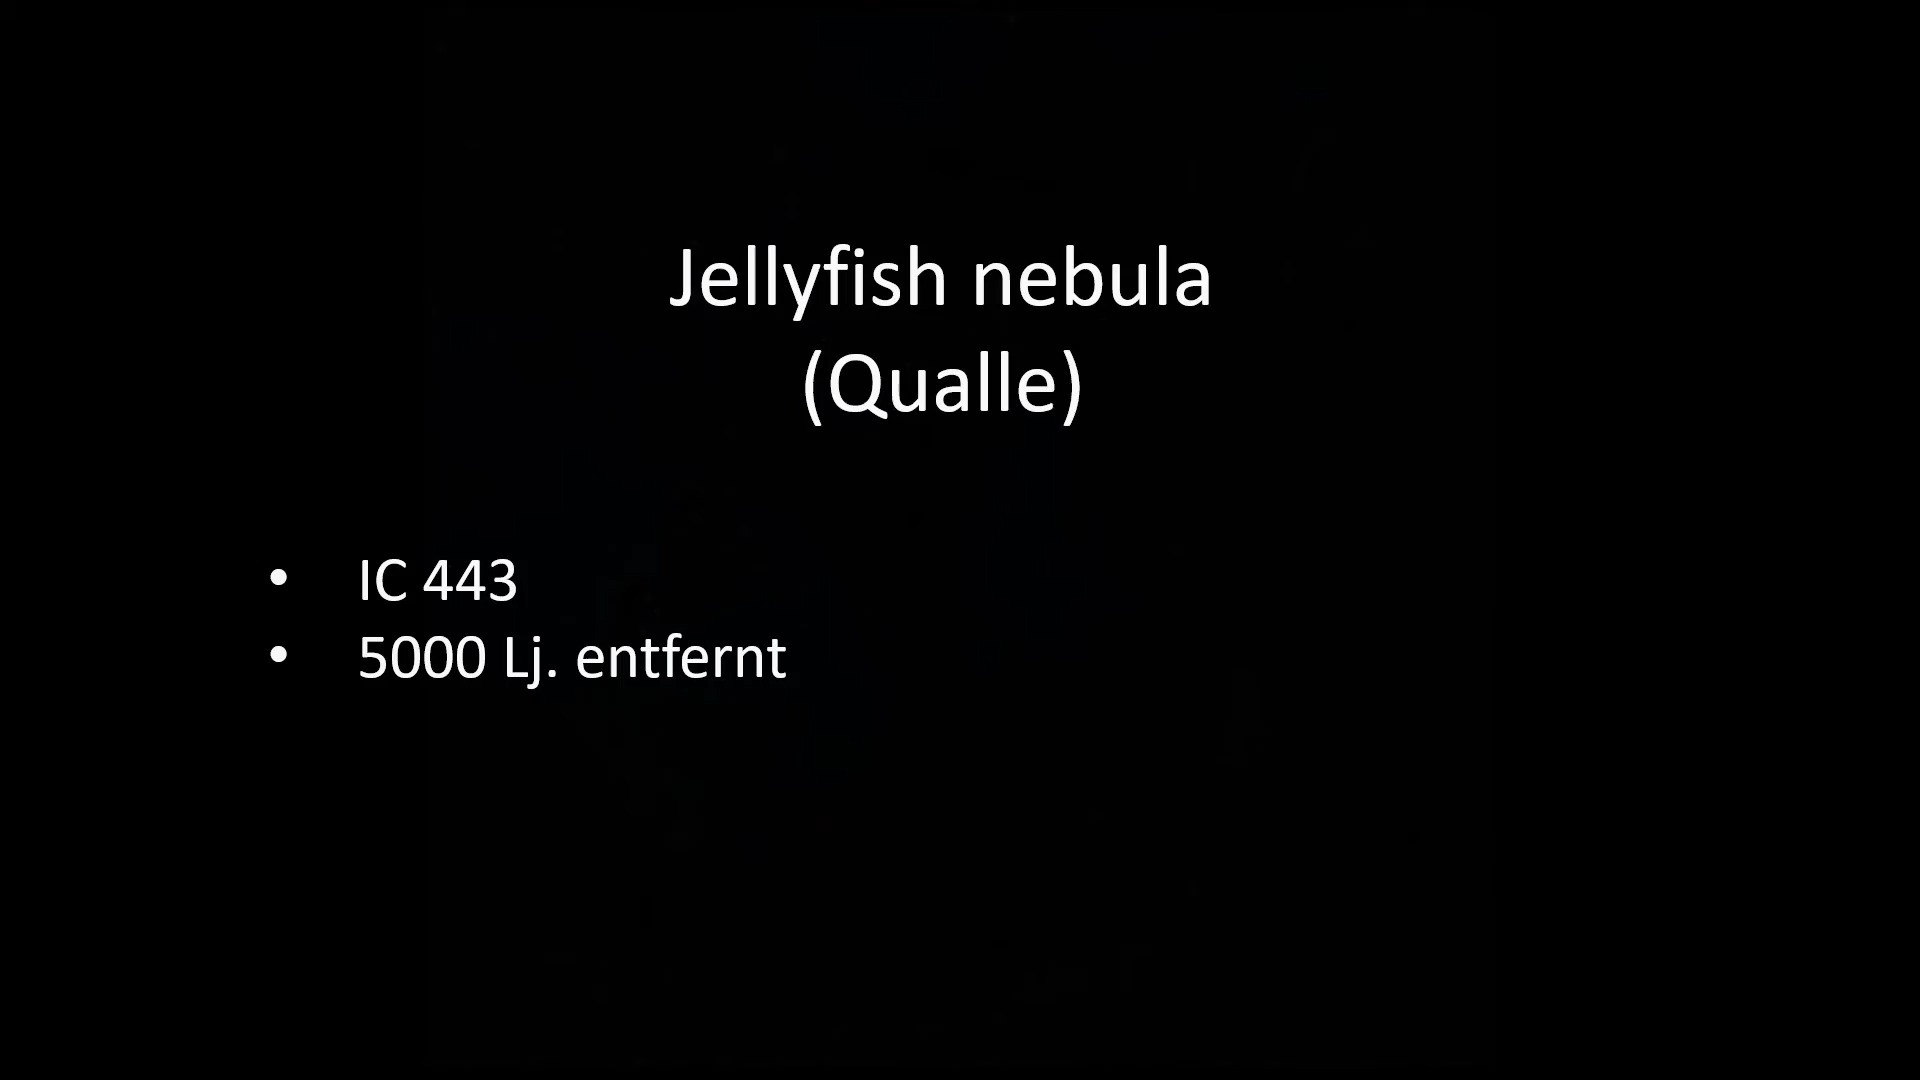 Jellyfish nebula
(Qualle)
• IC 443
• 5000 Lj. entfernt